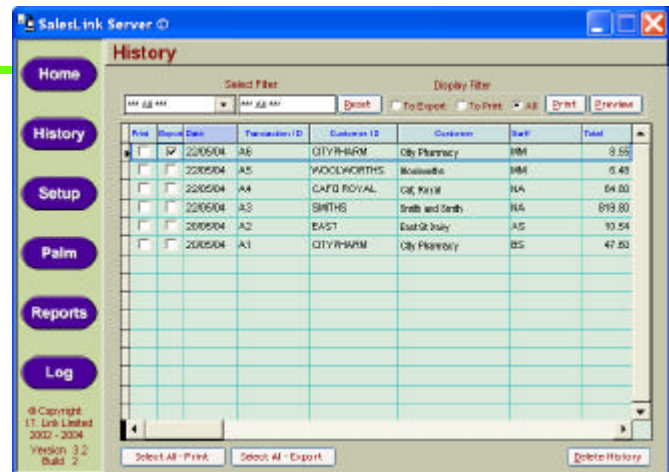 SalesLink Server ©
History
Home
History
Setup
Palm
Reports
Log
© Copyright
I.T. Link Limited
2002 - 2004
Version 3.2
Build 2
Select Filter
Display Filter
*** All *** *** All *** Reset To Export To Print All Print Preview
Print Export Date Transaction ID Customer ID Customer Staff Total
22/05/04 A6 CITYPHARM City Pharmacy MM 8.55
22/05/04 A5 WOOLWORTHS Woolworths MM 6.48
22/05/04 A4 NA
22/05/04 A3 SMITHS Smith and Smith NA 819.80
20/05/04 A2 EAST East St Dairy AS 10.54
20/05/04 A1 CITYPHARM City Pharmacy BS 47.60
Select All - Print Select All - Export Delete History